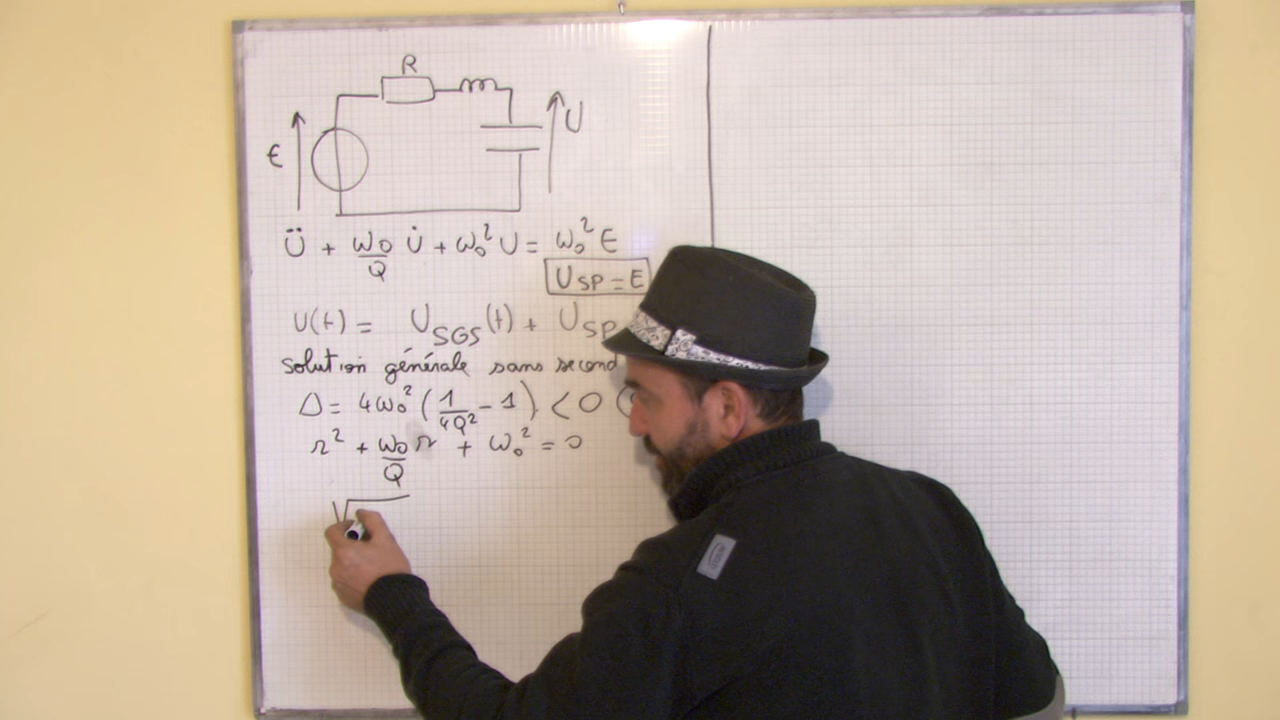 R
E
U
Ü + ω₀/Q U̇ + ω₀² U = ω₀² E
U_SP = E
U(t) = U_SGS(t) + U_SP
solution générale sans second
Δ = 4ω₀² (1/4Q² - 1) < 0
r² + ω₀/Q r + ω₀² = 0
√